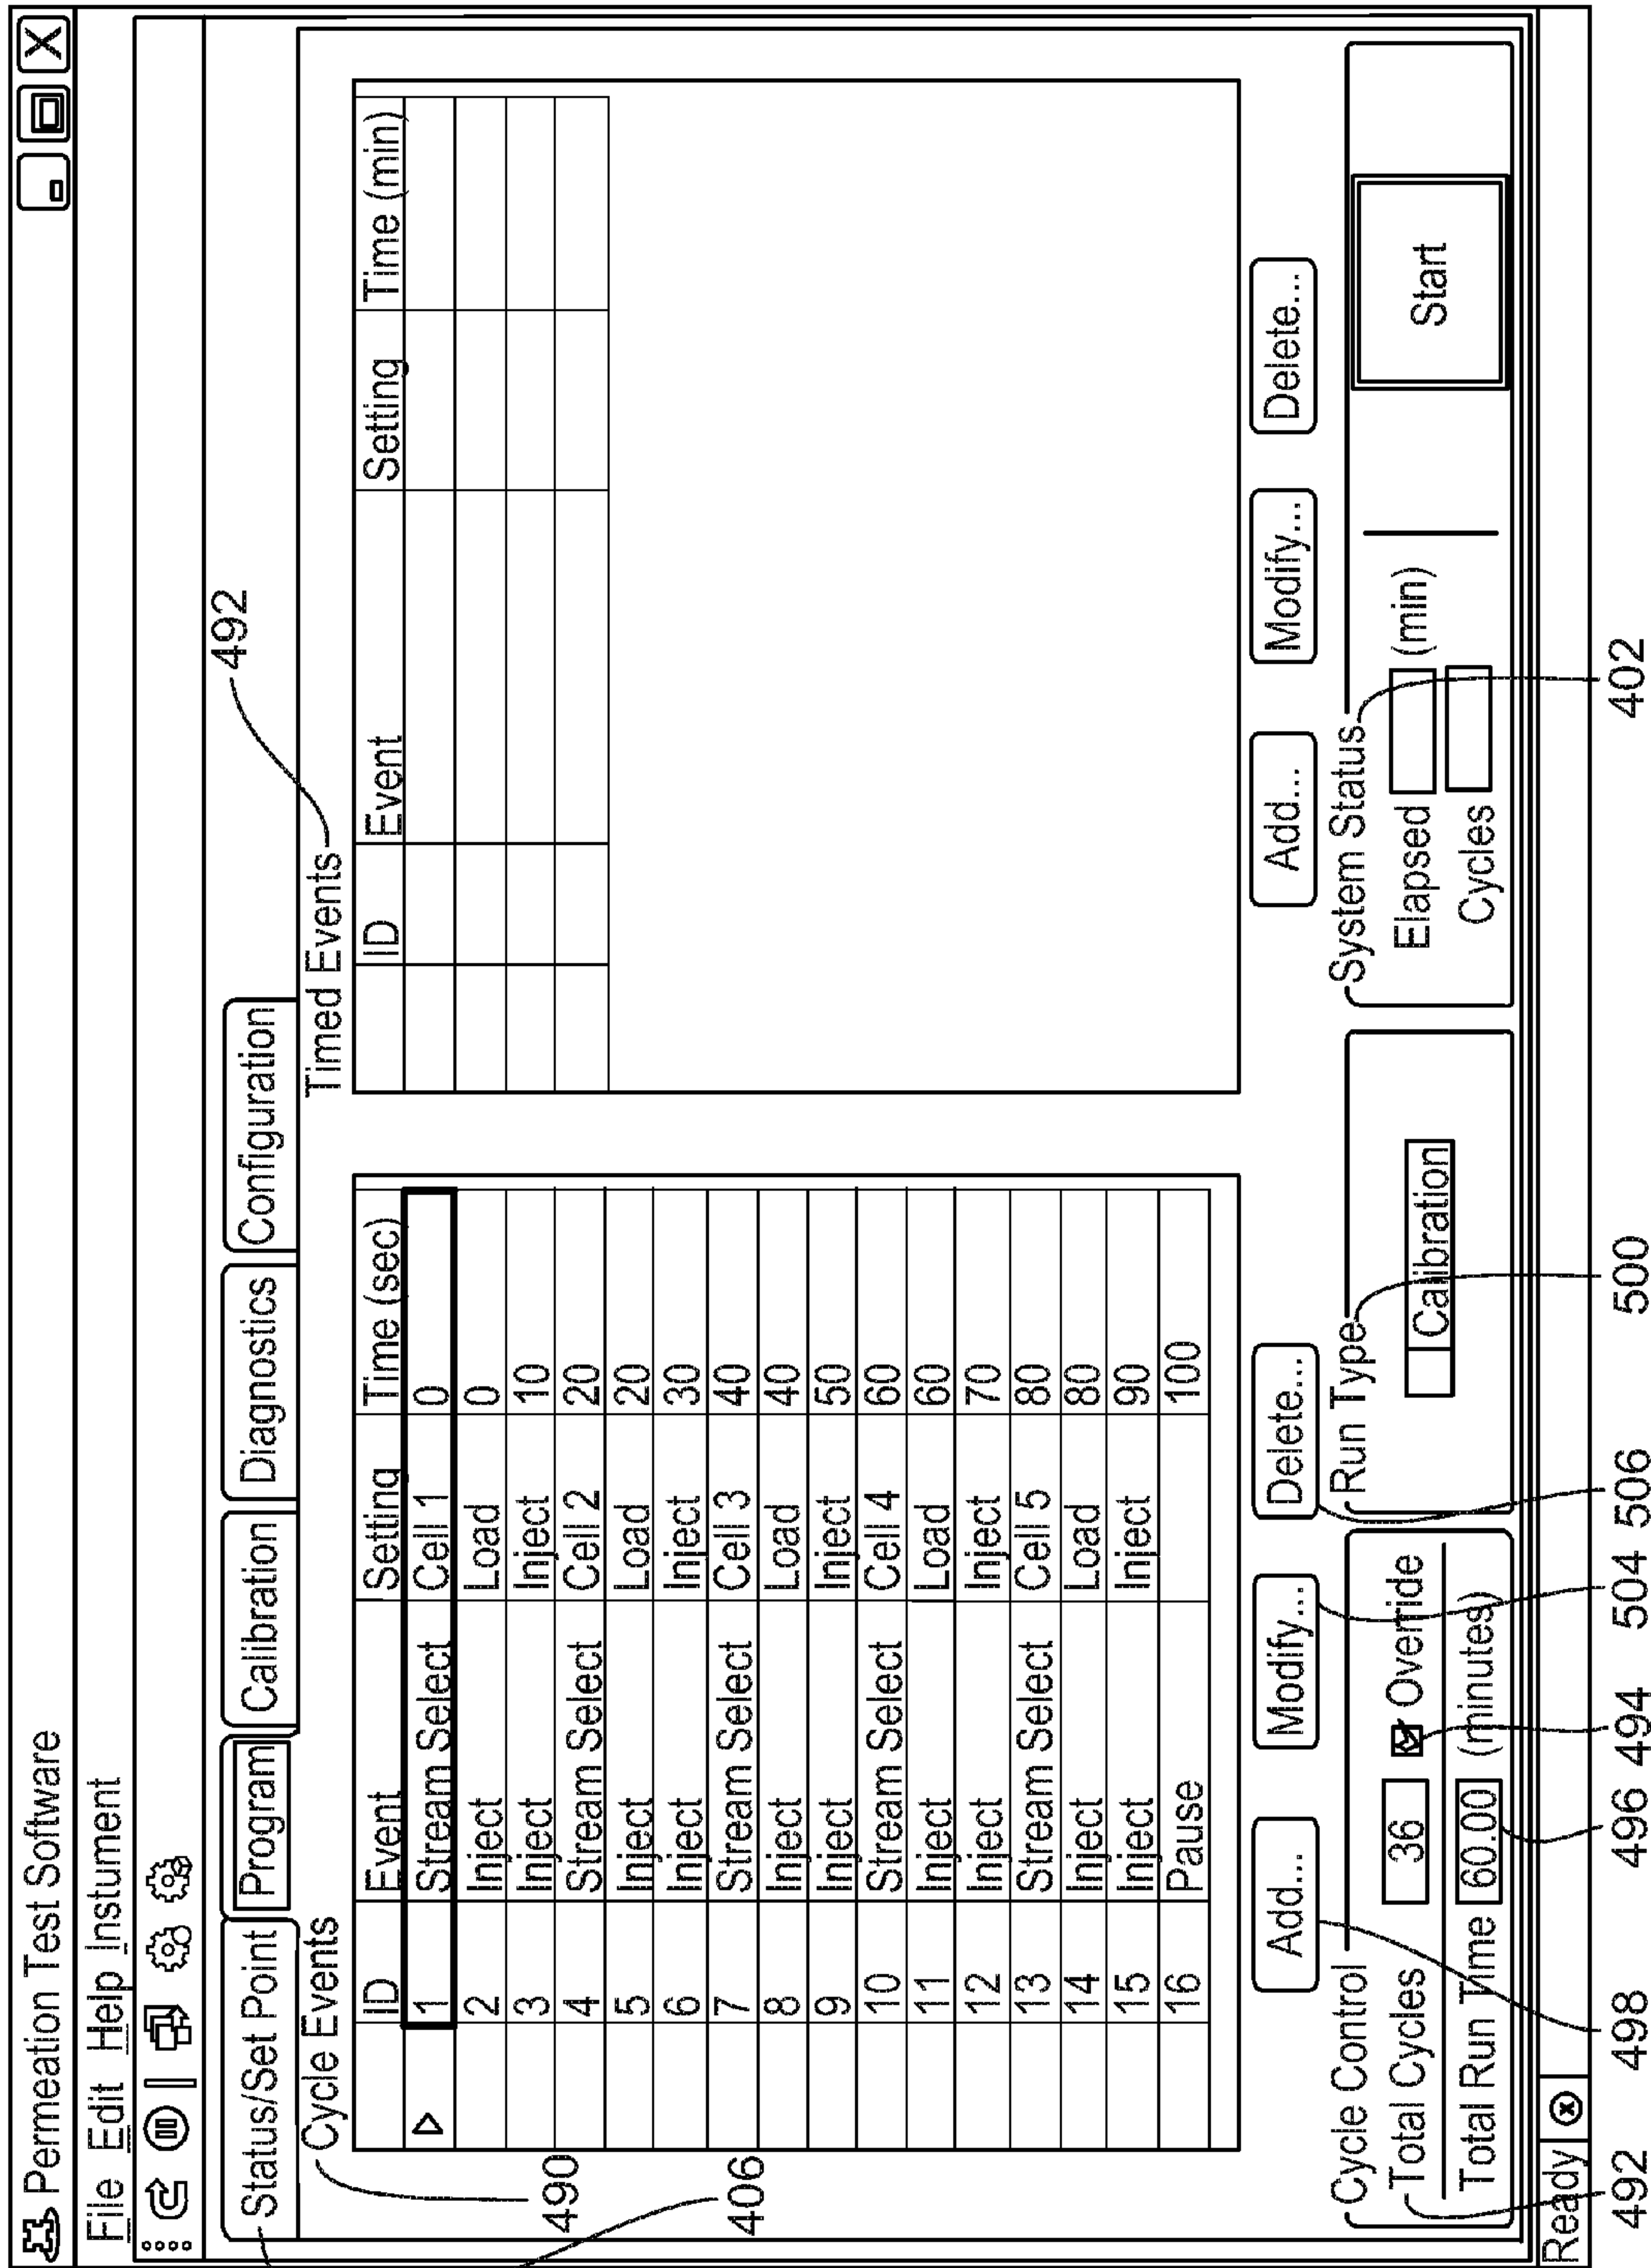 Permeation Test Software
File Edit Help Instument
Status/Set Point Program Calibration Diagnostics Configuration
492
Cycle Events
Timed Events
ID Event Setting Time (sec)
1 Stream Select Cell 1 0
2 Inject Load 0
3 Inject Inject 10
4 Stream Select Cell 2 20
5 Inject Load 20
6 Inject Inject 30
7 Stream Select Cell 3 40
8 Inject Load 40
9 Inject Inject 50
10 Stream Select Cell 4 60
11 Inject Load 60
12 Inject Inject 70
13 Stream Select Cell 5 80
14 Inject Load 80
15 Inject Inject 90
16 Pause 100
ID Event Setting Time (min)
490
406
Add... Modify... Delete...
Add... Modify... Delete...
Cycle Control
Total Cycles 36 Override
Total Run Time 60.00 (minutes)
Run Type
Calibration
System Status
Elapsed (min)
Cycles
Start
Ready
492 498 496 494 504 506 500 402